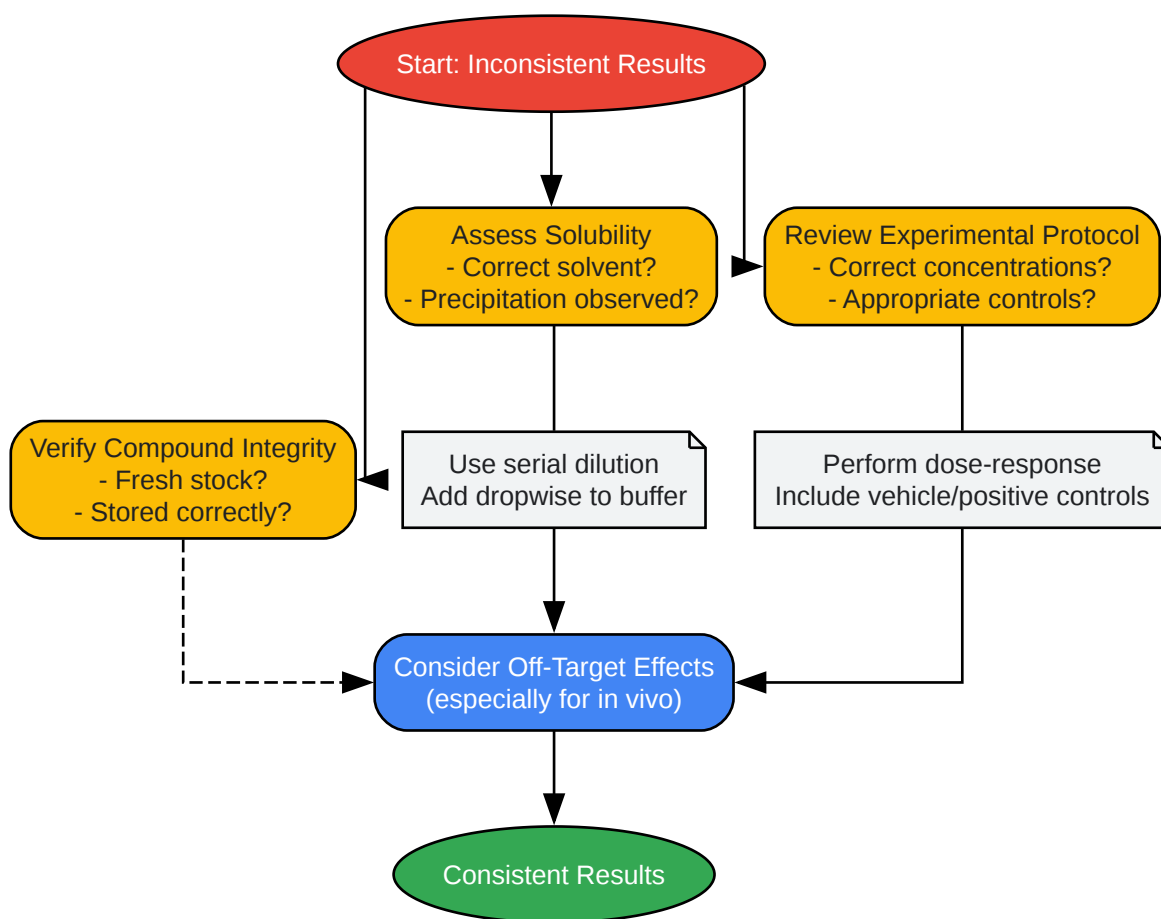 Start: Inconsistent Results
Assess Solubility
- Correct solvent?
- Precipitation observed?
Review Experimental Protocol
- Correct concentrations?
- Appropriate controls?
Verify Compound Integrity
- Fresh stock?
- Stored correctly?
Use serial dilution
Add dropwise to buffer
Perform dose-response
Include vehicle/positive controls
Consider Off-Target Effects
(especially for in vivo)
Consistent Results